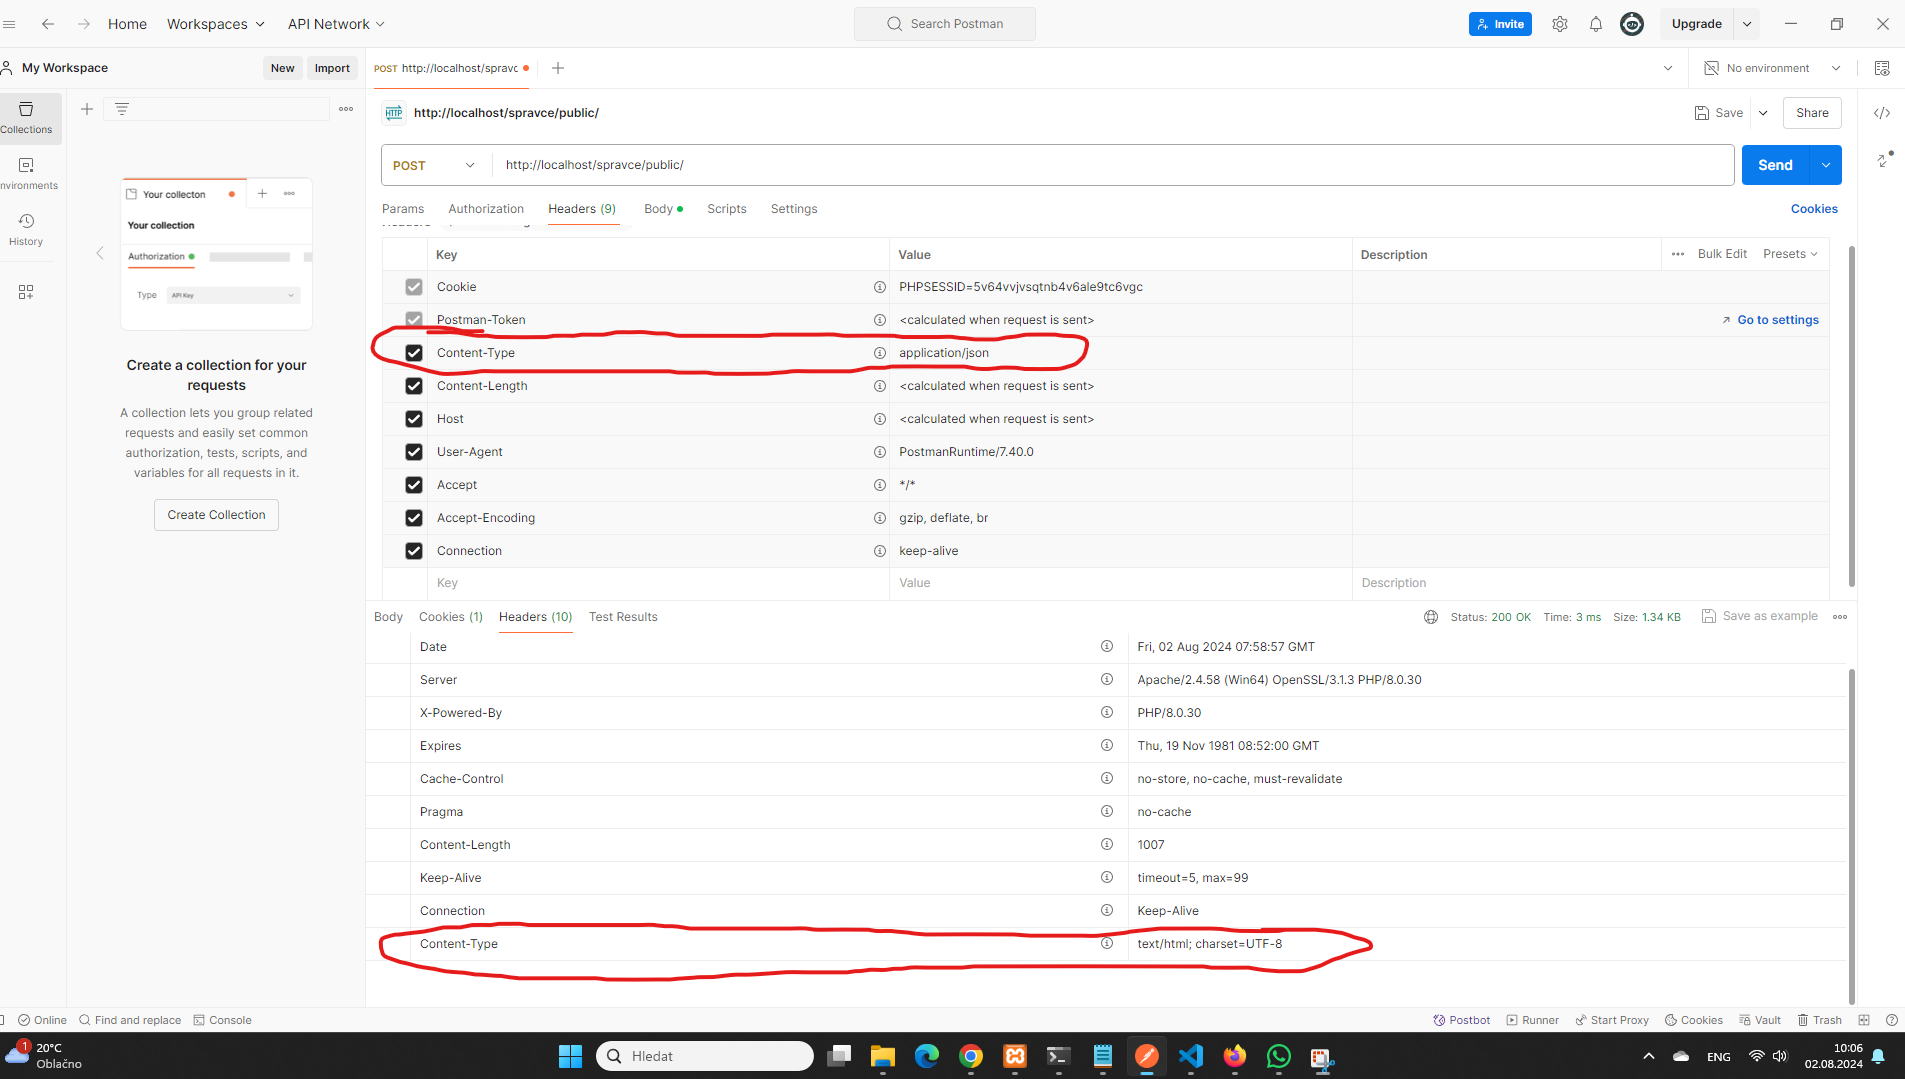 Home Workspaces API Network Search Postman Invite Upgrade
My Workspace New Import POST http://localhost/spravc No environment
Collections
nvironments
History
Your collecton
Your collection
Authorization
Type API Key
Create a collection for your
requests
A collection lets you group related
requests and easily set common
authorization, tests, scripts, and
variables for all requests in it.
Create Collection
HTTP http://localhost/spravce/public/ Save Share
POST http://localhost/spravce/public/ Send
Params Authorization Headers (9) Body Scripts Settings Cookies
Key Value Description Bulk Edit Presets
Cookie PHPSESSID=5v64vvjvsqtnb4v6ale9tc6vgc
Postman-Token <calculated when request is sent> Go to settings
Content-Type application/json
Content-Length <calculated when request is sent>
Host <calculated when request is sent>
User-Agent PostmanRuntime/7.40.0
Accept */*
Accept-Encoding gzip, deflate, br
Connection keep-alive
Key Value Description
Body Cookies (1) Headers (10) Test Results Status: 200 OK Time: 3 ms Size: 1.34 KB Save as example
Date Fri, 02 Aug 2024 07:58:57 GMT
Server Apache/2.4.58 (Win64) OpenSSL/3.1.3 PHP/8.0.30
X-Powered-By PHP/8.0.30
Expires Thu, 19 Nov 1981 08:52:00 GMT
Cache-Control no-store, no-cache, must-revalidate
Pragma no-cache
Content-Length 1007
Keep-Alive timeout=5, max=99
Connection Keep-Alive
Content-Type text/html; charset=UTF-8
Online Find and replace Console Postbot Runner Start Proxy Cookies Vault Trash
1 20°C
Oblačno
Hledat
ENG
10:06
02.08.2024